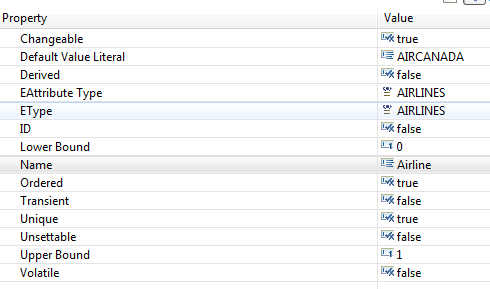 Property Value
Changeable true
Default Value Literal AIRCANADA
Derived false
EAttribute Type AIRLINES
EType AIRLINES
ID false
Lower Bound 0
Name Airline
Ordered true
Transient false
Unique true
Unsettable false
Upper Bound 1
Volatile false